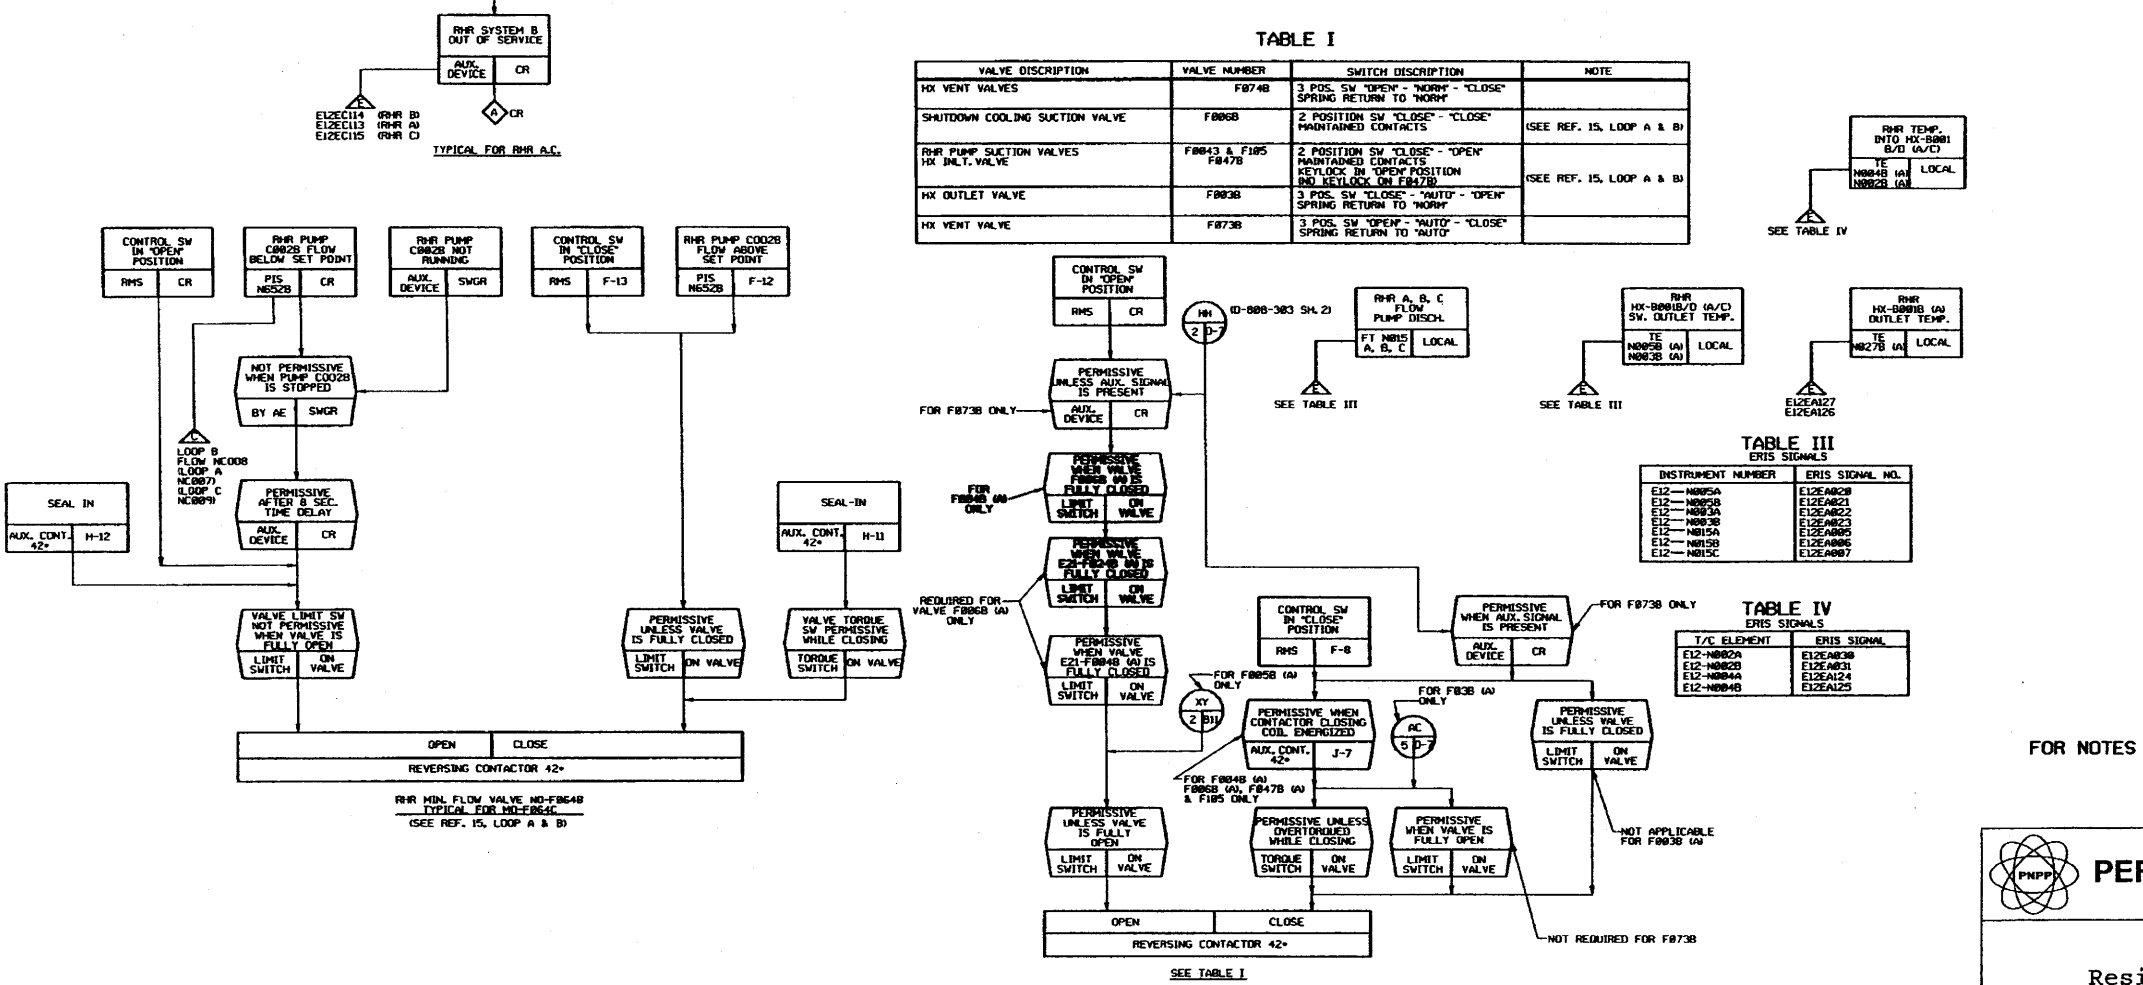 RHR SYSTEM B
OUT OF SERVICE
AUX.
DEVICE
CR
E
E12EC114 (RHR B)
E12EC113 (RHR A)
E12EC115 (RHR C)
A
CR
TYPICAL FOR RHR A.C.
TABLE I
VALVE DISCRIPTION
VALVE NUMBER
SWITCH DISCRIPTION
NOTE
HX VENT VALVES
F074B
3 POS. SW "OPEN" - "NORM" - "CLOSE"
SPRING RETURN TO "NORM"
SHUTDOWN COOLING SUCTION VALVE
F006B
2 POSITION SW "CLOSE" - "CLOSE"
MAINTAINED CONTACTS
(SEE REF. 15, LOOP A & B)
RHR PUMP SUCTION VALVES
HX INLT. VALVE
F0043 & F105
F047B
2 POSITION SW "CLOSE" - "OPEN"
MAINTAINED CONTACTS
KEYLOCK IN "OPEN" POSITION
(NO KEYLOCK ON F047B)
(SEE REF. 15, LOOP A & B)
HX OUTLET VALVE
F003B
3 POS. SW "CLOSE" - "AUTO" - "OPEN"
SPRING RETURN TO "NORM"
HX VENT VALVE
F073B
3 POS. SW "OPEN" - "AUTO" - "CLOSE"
SPRING RETURN TO "AUTO"
RHR TEMP.
INTO HX-B001
B/D (A/C)
TE
N004B (A)
N002B (A)
LOCAL
E
SEE TABLE IV
CONTROL SW
IN "OPEN"
POSITION
RMS
CR
RHR PUMP
C002B FLOW
BELOW SET POINT
PIS
N652B
CR
RHR PUMP
C002B NOT
RUNNING
AUX.
DEVICE
SWGR
CONTROL SW
IN "CLOSE"
POSITION
RMS
F-13
RHR PUMP C002B
FLOW ABOVE
SET POINT
PIS
N652B
F-12
NOT PERMISSIVE
WHEN PUMP C002B
IS STOPPED
BY AE
SWGR
C
LOOP B
FLOW NC008
(LOOP A
NC007)
(LOOP C
NC009)
PERMISSIVE
AFTER 8 SEC.
TIME DELAY
AUX.
DEVICE
CR
SEAL IN
AUX. CONT.
42*
H-12
SEAL-IN
AUX. CONT.
42*
H-11
VALVE LIMIT SW
NOT PERMISSIVE
WHEN VALVE IS
FULLY OPEN
LIMIT
SWITCH
ON
VALVE
PERMISSIVE
UNLESS VALVE
IS FULLY CLOSED
LIMIT
SWITCH
ON VALVE
VALVE TORQUE
SW PERMISSIVE
WHILE CLOSING
TORQUE
SWITCH
ON VALVE
OPEN
CLOSE
REVERSING CONTACTOR 42*
RHR MIN. FLOW VALVE MO-F064B
TYPICAL FOR MO-F064C
(SEE REF. 15, LOOP A & B)
CONTROL SW
IN "OPEN"
POSITION
RMS
CR
HH
2 D-7
(D-808-303 SH. 2)
PERMISSIVE
UNLESS AUX. SIGNAL
IS PRESENT
AUX.
DEVICE
CR
FOR F073B ONLY
PERMISSIVE
WHEN VALVE
F006B (A) IS
FULLY CLOSED
LIMIT
SWITCH
ON
VALVE
FOR
F004B (A)
ONLY
PERMISSIVE
WHEN VALVE
E21-F024B (A) IS
FULLY CLOSED
LIMIT
SWITCH
ON
VALVE
REQUIRED FOR
VALVE F006B (A)
ONLY
PERMISSIVE
WHEN VALVE
E21-F004B (A) IS
FULLY CLOSED
LIMIT
SWITCH
ON
VALVE
XY
2 B11
FOR F005B (A)
ONLY
PERMISSIVE
UNLESS VALVE
IS FULLY
OPEN
LIMIT
SWITCH
ON
VALVE
CONTROL SW
IN "CLOSE"
POSITION
RMS
F-8
PERMISSIVE WHEN
CONTACTOR CLOSING
COIL ENERGIZED
AUX. CONT.
42*
J-7
FOR F004B (A)
F006B (A), F047B (A)
& F105 ONLY
FOR F03B (A)
ONLY
AC
5 D-7
PERMISSIVE
WHEN AUX. SIGNAL
IS PRESENT
AUX.
DEVICE
CR
FOR F073B ONLY
PERMISSIVE
UNLESS VALVE
IS FULLY CLOSED
LIMIT
SWITCH
ON
VALVE
NOT APPLICABLE
FOR F003B (A)
PERMISSIVE UNLESS
OVERTORQUED
WHILE CLOSING
TORQUE
SWITCH
ON
VALVE
PERMISSIVE
WHEN VALVE IS
FULLY OPEN
LIMIT
SWITCH
ON
VALVE
NOT REQUIRED FOR F073B
OPEN
CLOSE
REVERSING CONTACTOR 42*
SEE TABLE I
RHR A, B, C
FLOW
PUMP DISCH.
FT N015
A, B, C
LOCAL
E
SEE TABLE III
RHR
HX-B001B/D (A/C)
SW. OUTLET TEMP.
TE
N005B (A)
N003B (A)
LOCAL
E
SEE TABLE III
RHR
HX-B001B (A)
OUTLET TEMP.
TE
N027B (A)
LOCAL
E
E12EA127
E12EA126
TABLE III
ERIS SIGNALS
INSTRUMENT NUMBER
ERIS SIGNAL NO.
E12—N005A E12EA020
E12—N005B E12EA021
E12—N003A E12EA022
E12—N003B E12EA023
E12—N015A E12EA005
E12—N015B E12EA006
E12—N015C E12EA007
TABLE IV
ERIS SIGNALS
T/C ELEMENT
ERIS SIGNAL
E12-N002A E12EA030
E12-N002B E12EA031
E12-N004A E12EA124
E12-N004B E12EA125
FOR NOTES
PNPP
PER
Resi